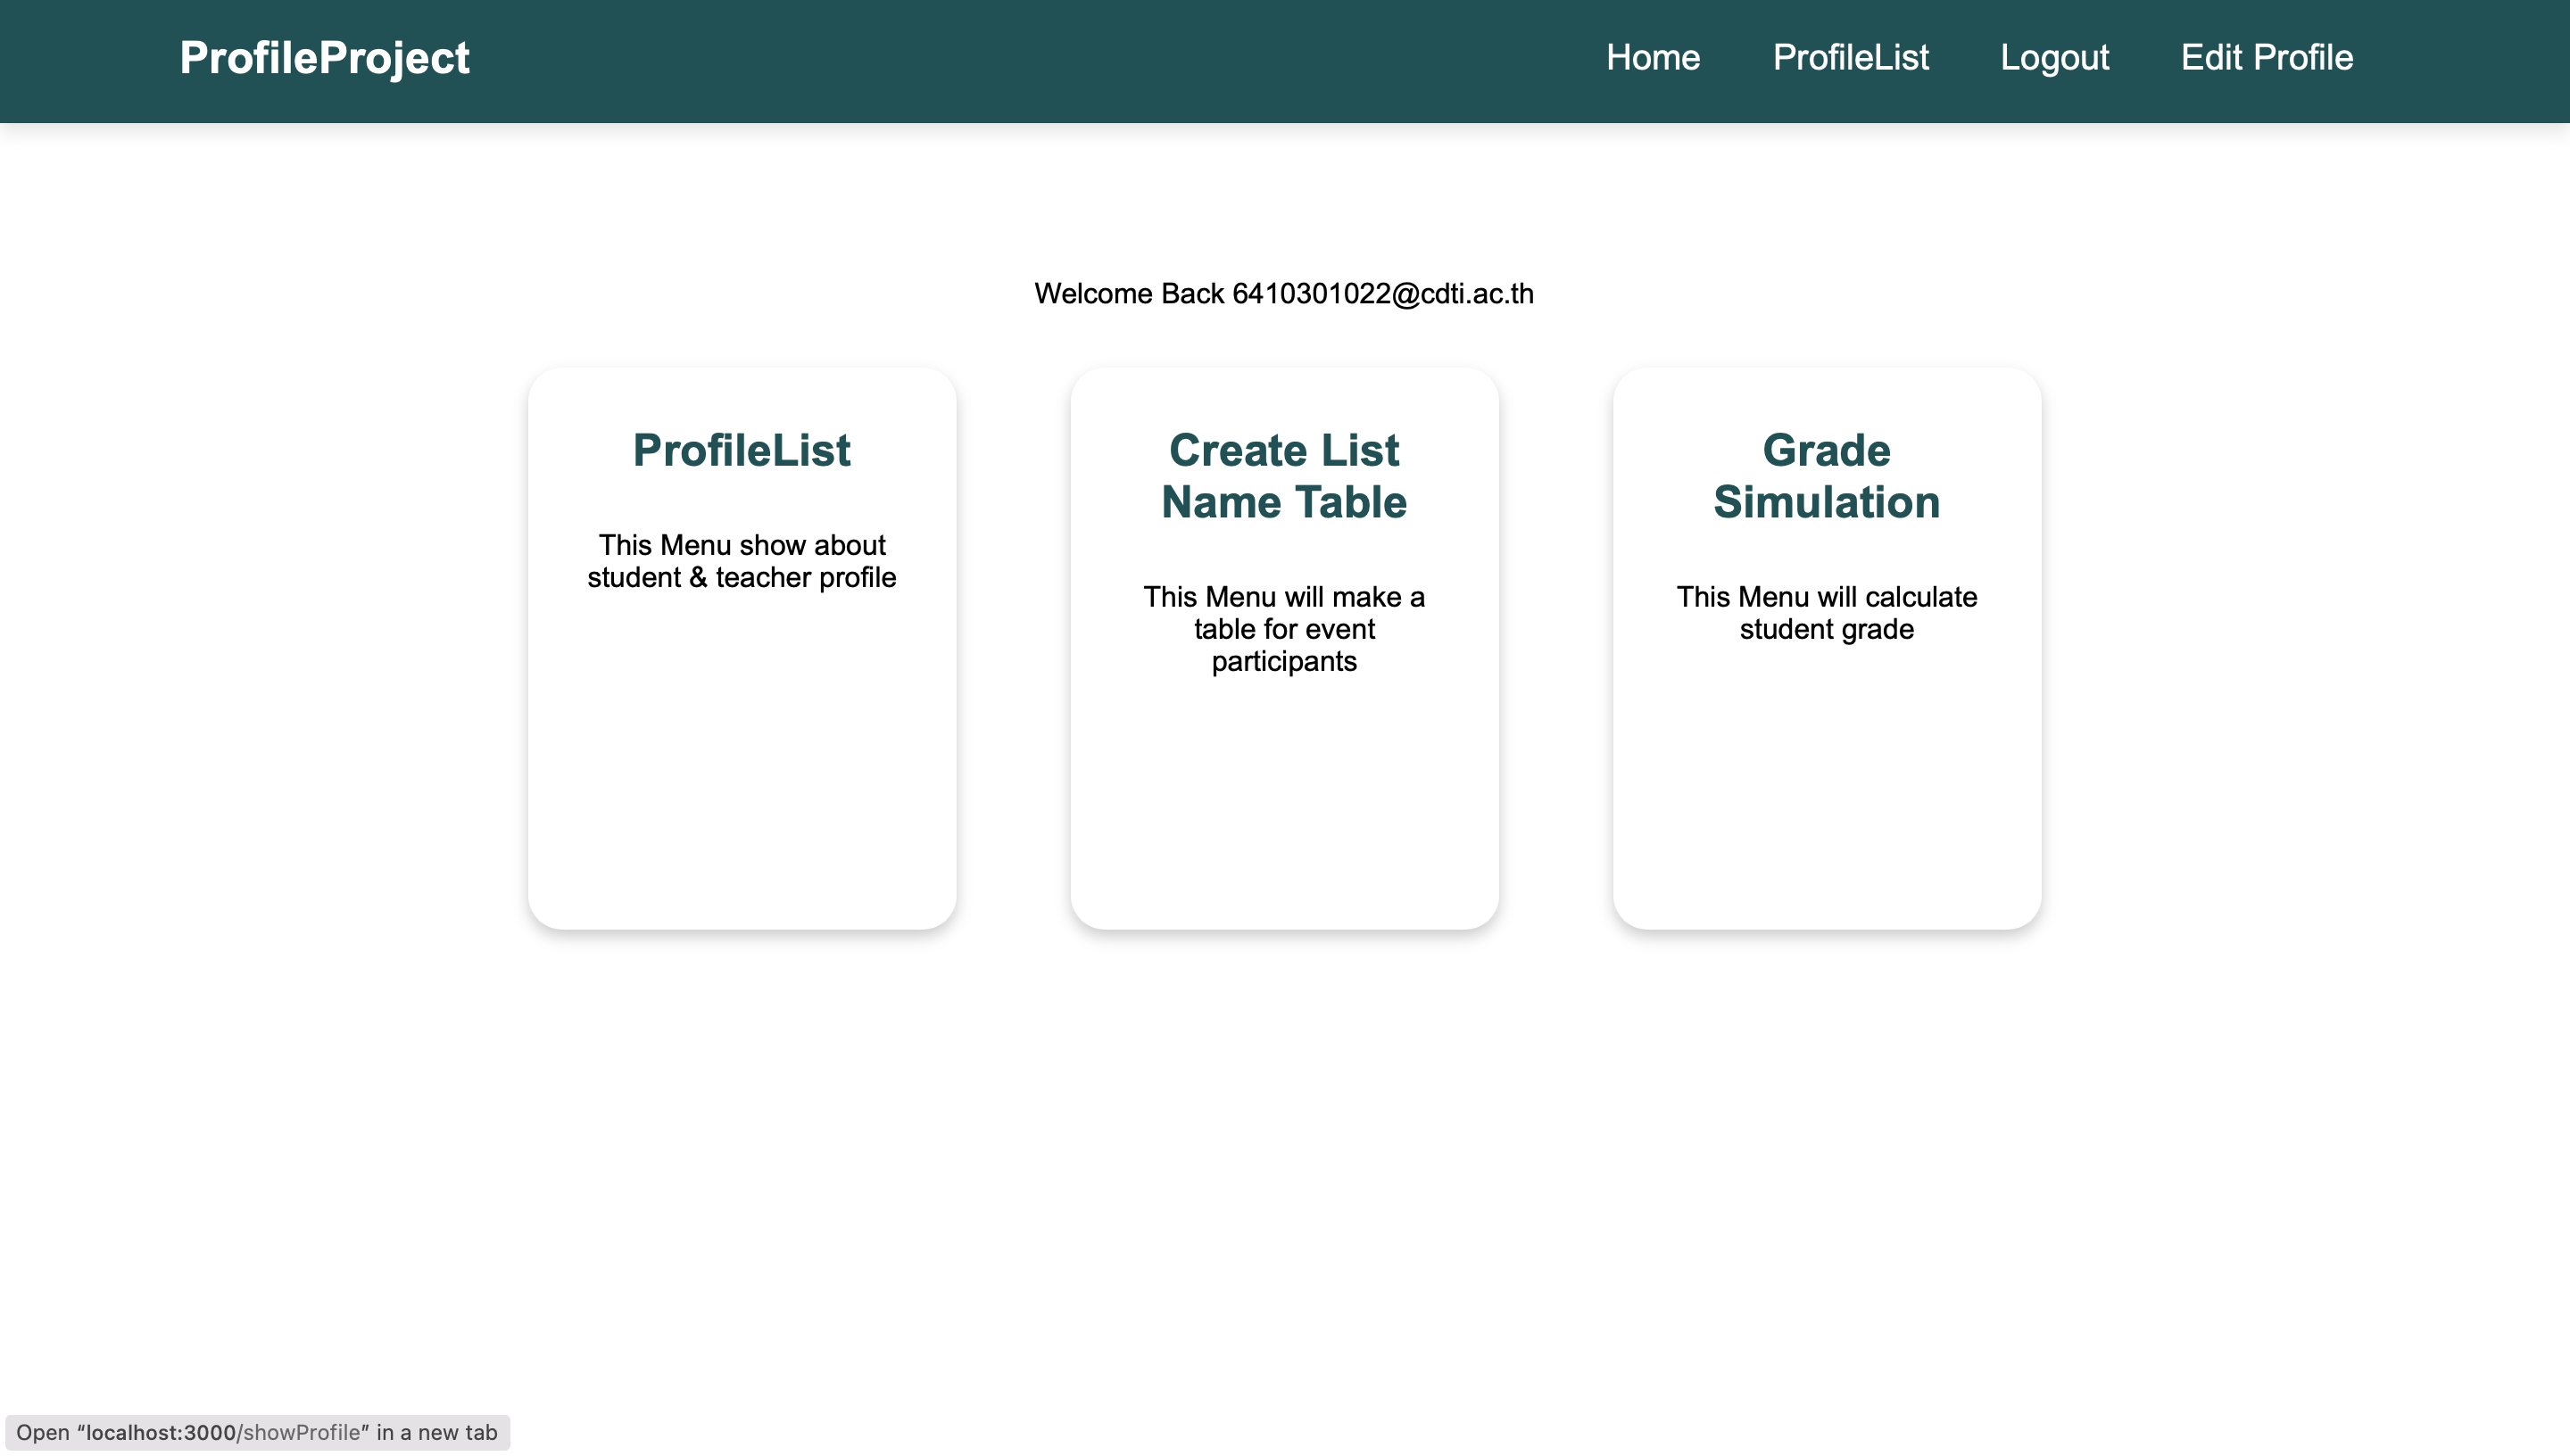 ProfileProject
Home ProfileList Logout Edit Profile
Welcome Back 6410301022@cdti.ac.th
ProfileList
This Menu show about
student & teacher profile
Create List
Name Table
This Menu will make a
table for event
participants
Grade
Simulation
This Menu will calculate
student grade
Open “localhost:3000/showProfile” in a new tab